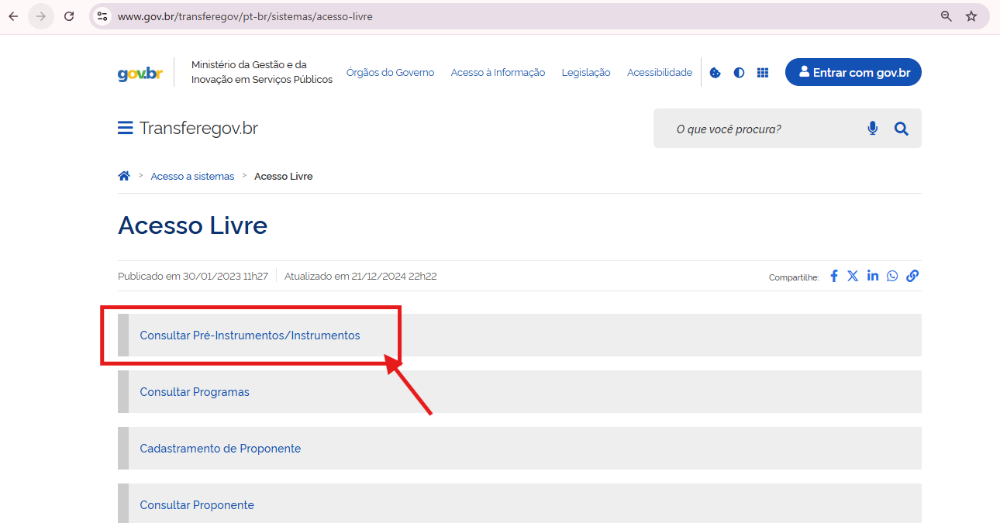 www.gov.br/transferegov/pt-br/sistemas/acesso-livre
gov.br
Ministério da Gestão e da
Inovação em Serviços Públicos
Órgãos do Governo
Acesso à Informação
Legislação
Acessibilidade
Entrar com gov.br
Transferegov.br
O que você procura?
Acesso a sistemas > Acesso Livre
Acesso Livre
Publicado em 30/01/2023 11h27
Atualizado em 21/12/2024 22h22
Compartilhe:
Consultar Pré-Instrumentos/Instrumentos
Consultar Programas
Cadastramento de Proponente
Consultar Proponente